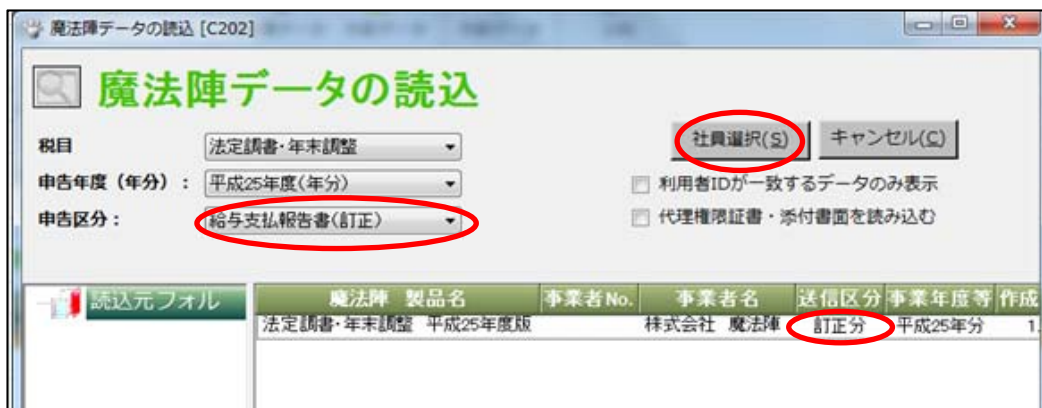 魔法陣データの読込 [C202]
魔法陣データの読込
社員選択(S) キャンセル(C)
税目 法定調書・年末調整
申告年度（年分）： 平成25年度(年分)
利用者IDが一致するデータのみ表示
申告区分： 給与支払報告書(訂正)
代理権限証書・添付書面を読み込む
読込元フォル
魔法陣 製品名 事業者No. 事業者名 送信区分 事業年度等 作成
法定調書・年末調整 平成25年度版 株式会社 魔法陣 訂正分 平成25年分 1.